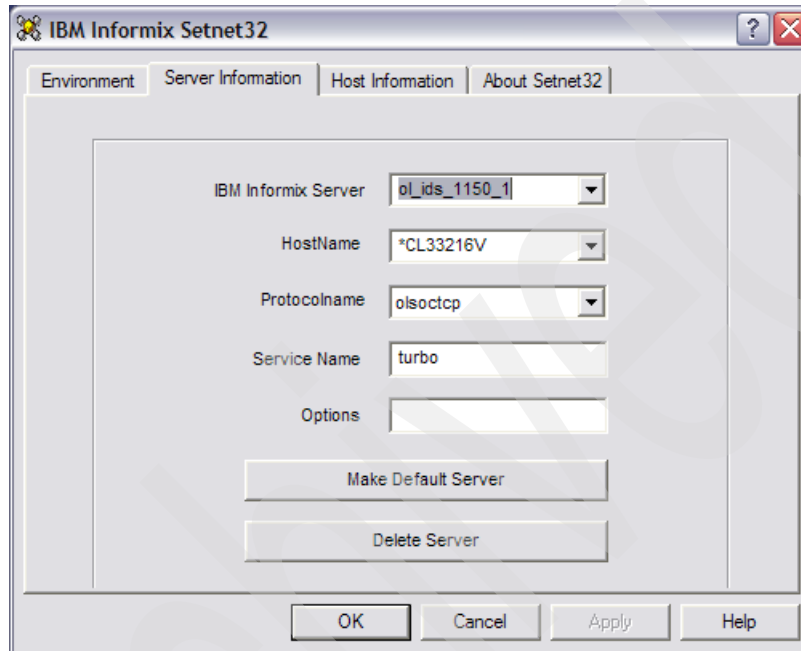 IBM Informix Setnet32
Environment Server Information Host Information About Setnet32
IBM Informix Server ol_ids_1150_1
HostName *CL33216V
Protocolname olsoctcp
Service Name turbo
Options
Make Default Server
Delete Server
OK Cancel Apply Help